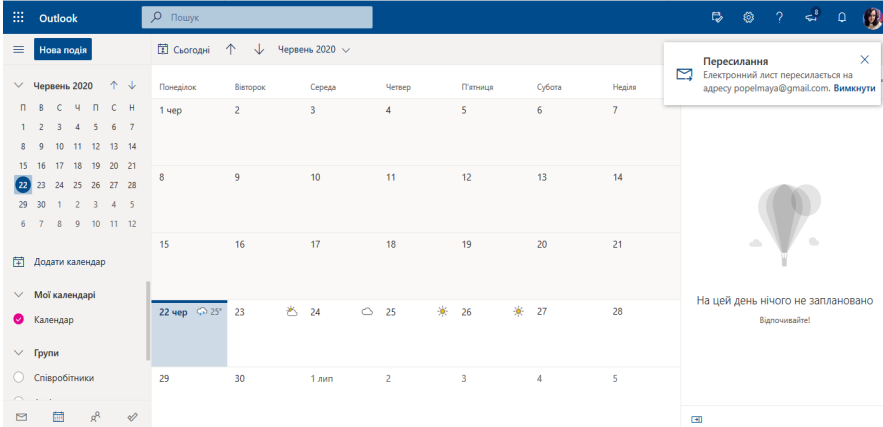 Outlook
Пошук
8
Нова подія
Сьогодні
Червень 2020
Пересилання
Електронний лист пересилається на
адресу popelmaya@gmail.com. Вимкнути
Червень 2020
П В С Ч П С Н
1 2 3 4 5 6 7
8 9 10 11 12 13 14
15 16 17 18 19 20 21
22 23 24 25 26 27 28
29 30 1 2 3 4 5
6 7 8 9 10 11 12
Додати календар
Мої календарі
Календар
Групи
Співробітники
Понеділок Вівторок Середа Четвер П'ятниця Субота Неділя
1 чер 2 3 4 5 6 7
8 9 10 11 12 13 14
15 16 17 18 19 20 21
22 чер 25° 23 24 25 26 27 28
29 30 1 лип 2 3 4 5
На цей день нічого не заплановано
Відпочивайте!